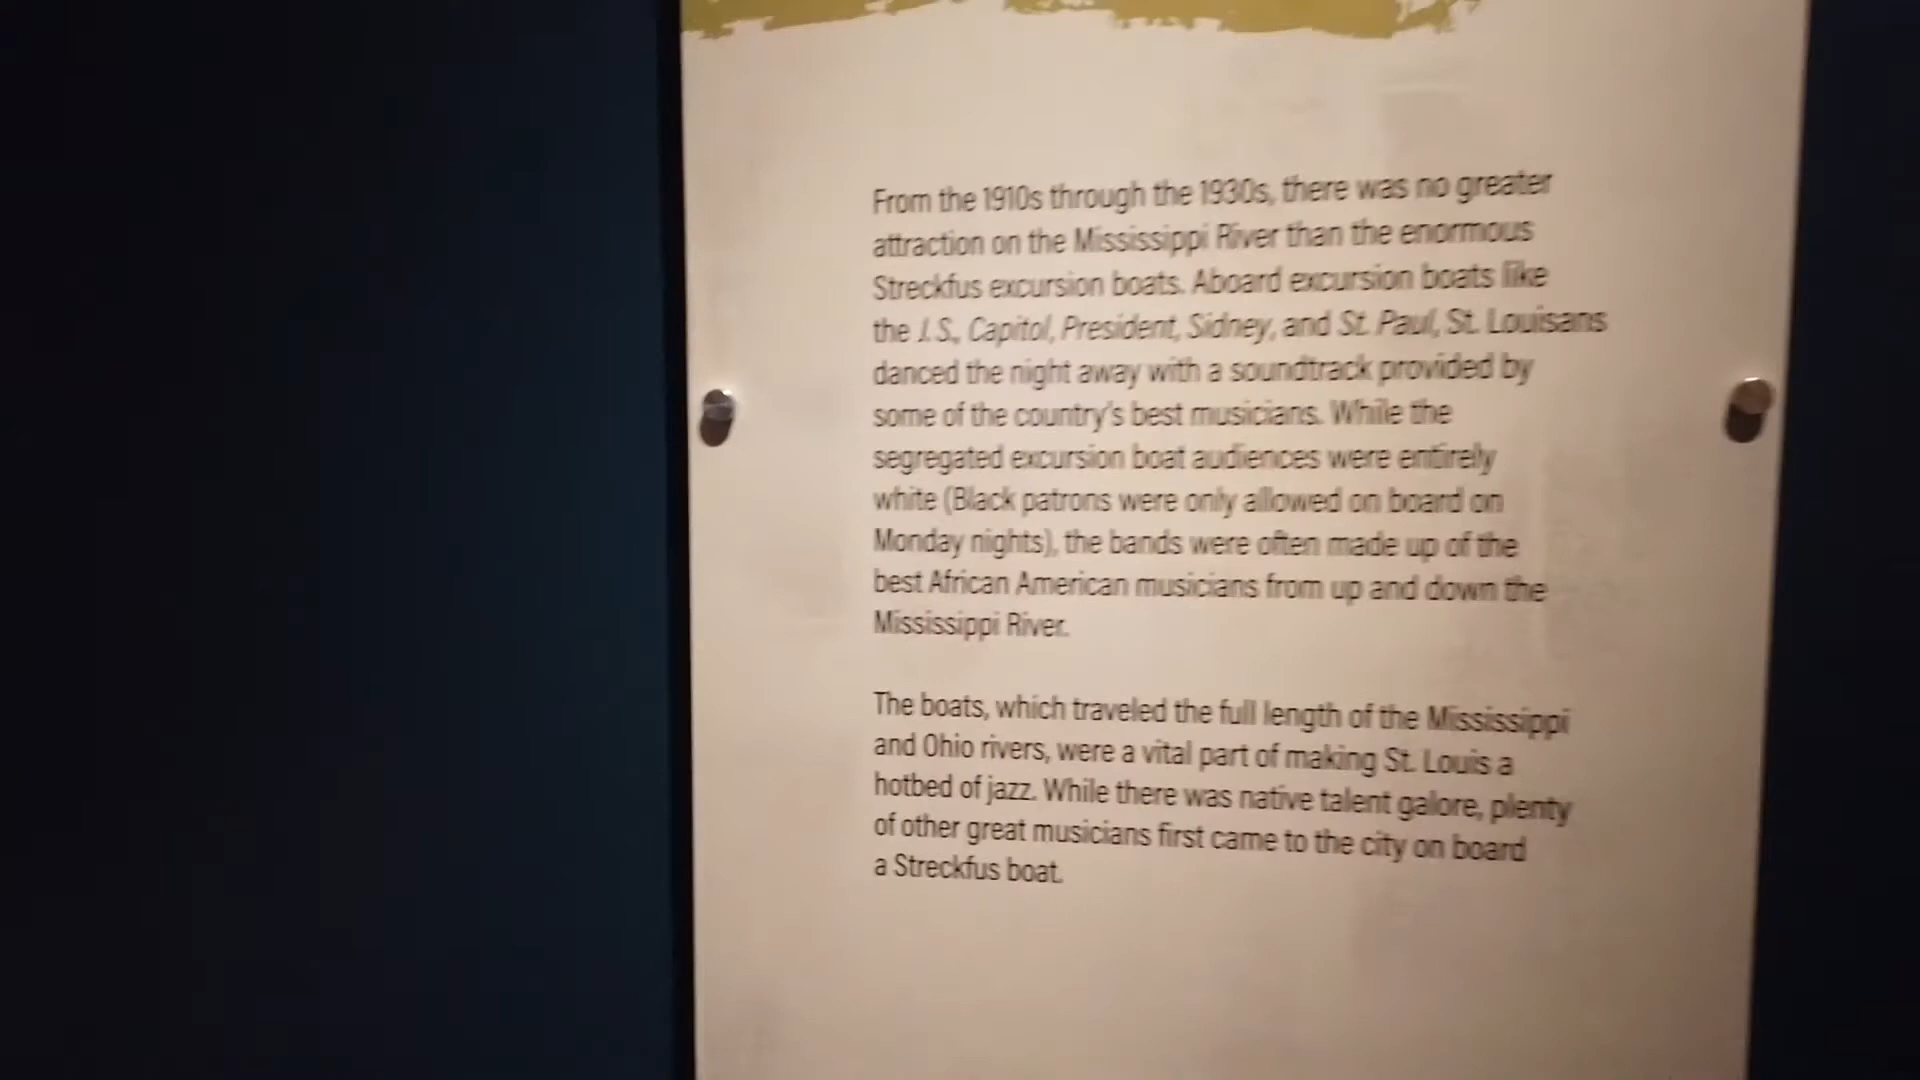 From the 1910s through the 1930s, there was no greater
attraction on the Mississippi River than the enormous
Streckfus excursion boats. Aboard excursion boats like
the J.S., Capitol, President, Sidney, and St. Paul, St. Louisans
danced the night away with a soundtrack provided by
some of the country's best musicians. While the
segregated excursion boat audiences were entirely
white (Black patrons were only allowed on board on
Monday nights), the bands were often made up of the
best African American musicians from up and down the
Mississippi River.
The boats, which traveled the full length of the Mississippi
and Ohio rivers, were a vital part of making St. Louis a
hotbed of jazz. While there was native talent galore, plenty
of other great musicians first came to the city on board
a Streckfus boat.